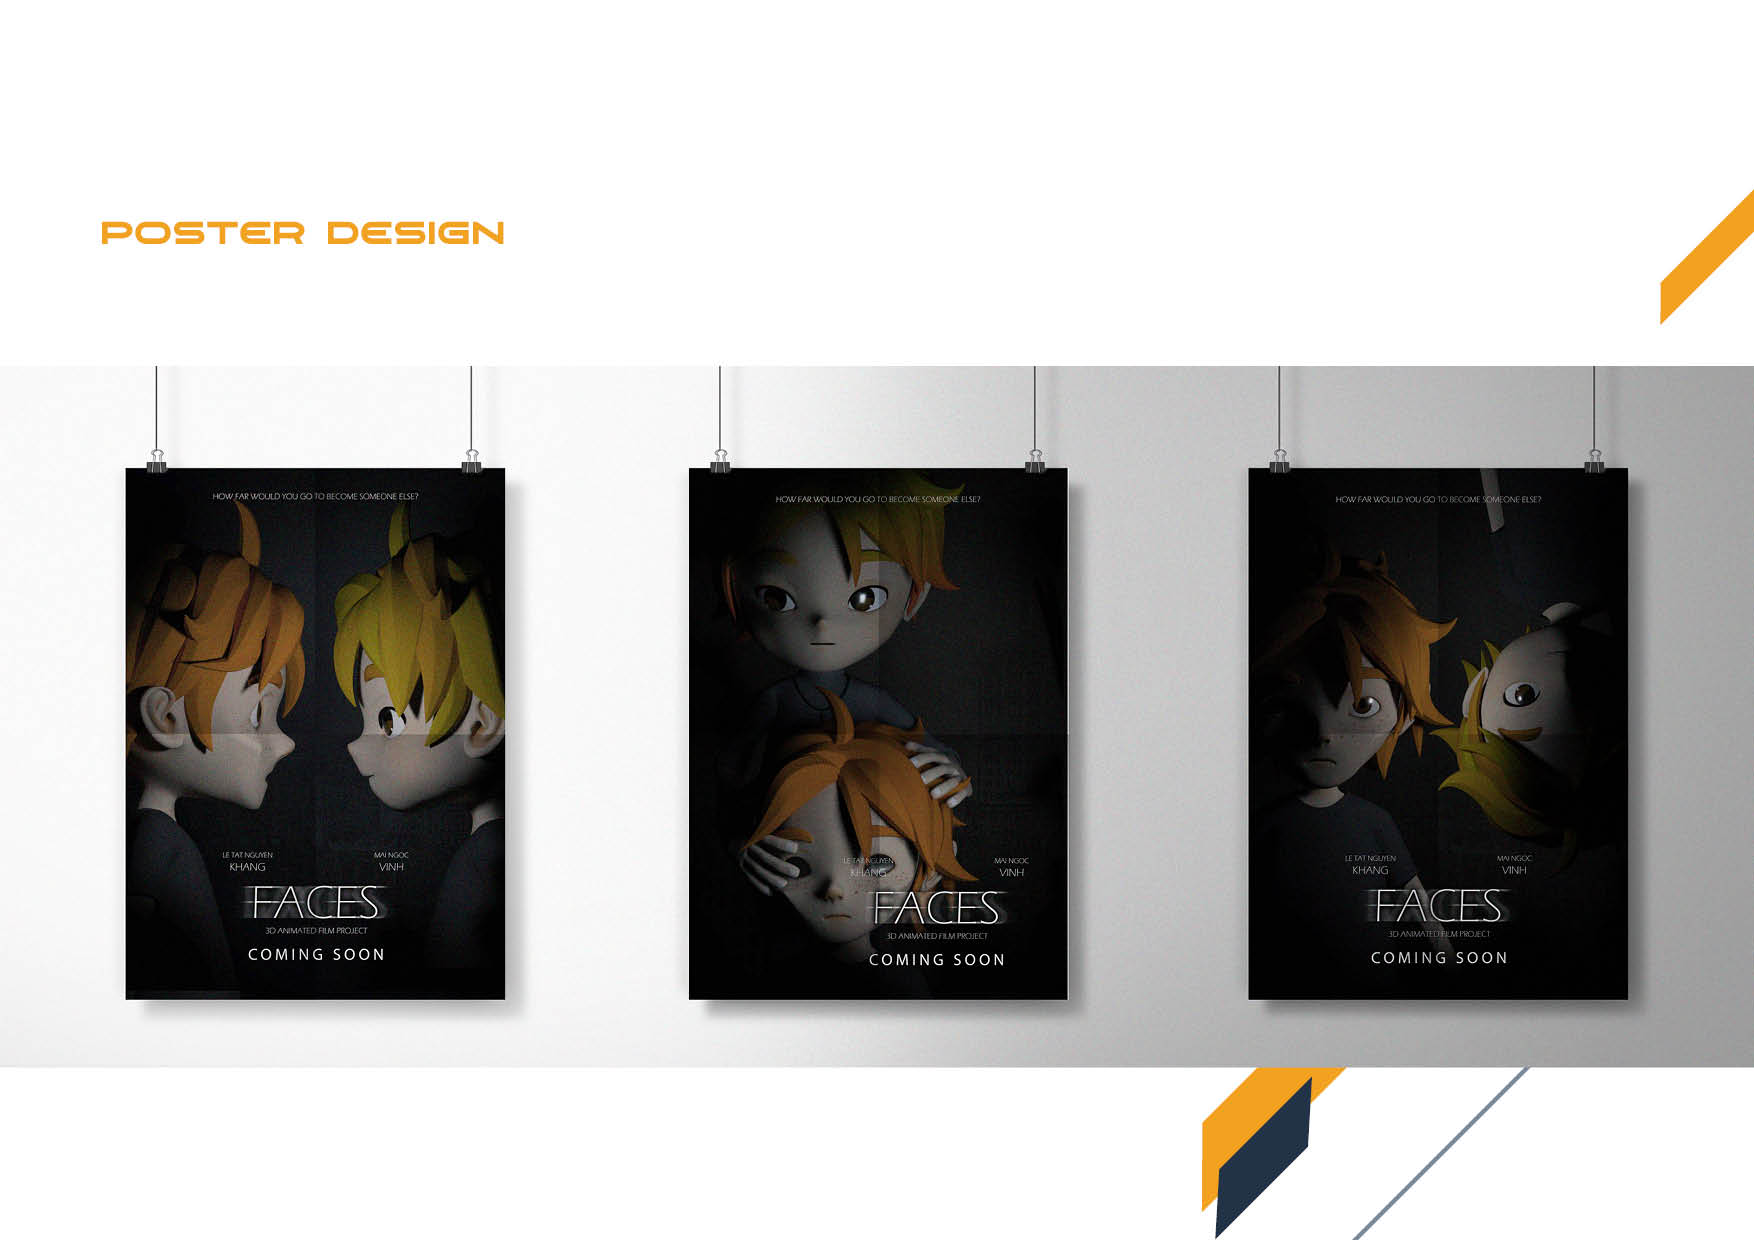 POSTER DESIGN
HOW FAR WOULD YOU GO TO BECOME SOMEONE ELSE?
LE TAT NGUYEN
KHANG
MAI NGOC
VINH
FACES
3D ANIMATED FILM PROJECT
COMING SOON
HOW FAR WOULD YOU GO TO BECOME SOMEONE ELSE?
LE TAT NGUYEN
KHANG
MAI NGOC
VINH
FACES
3D ANIMATED FILM PROJECT
COMING SOON
HOW FAR WOULD YOU GO TO BECOME SOMEONE ELSE?
LE TAT NGUYEN
KHANG
MAI NGOC
VINH
FACES
3D ANIMATED FILM PROJECT
COMING SOON